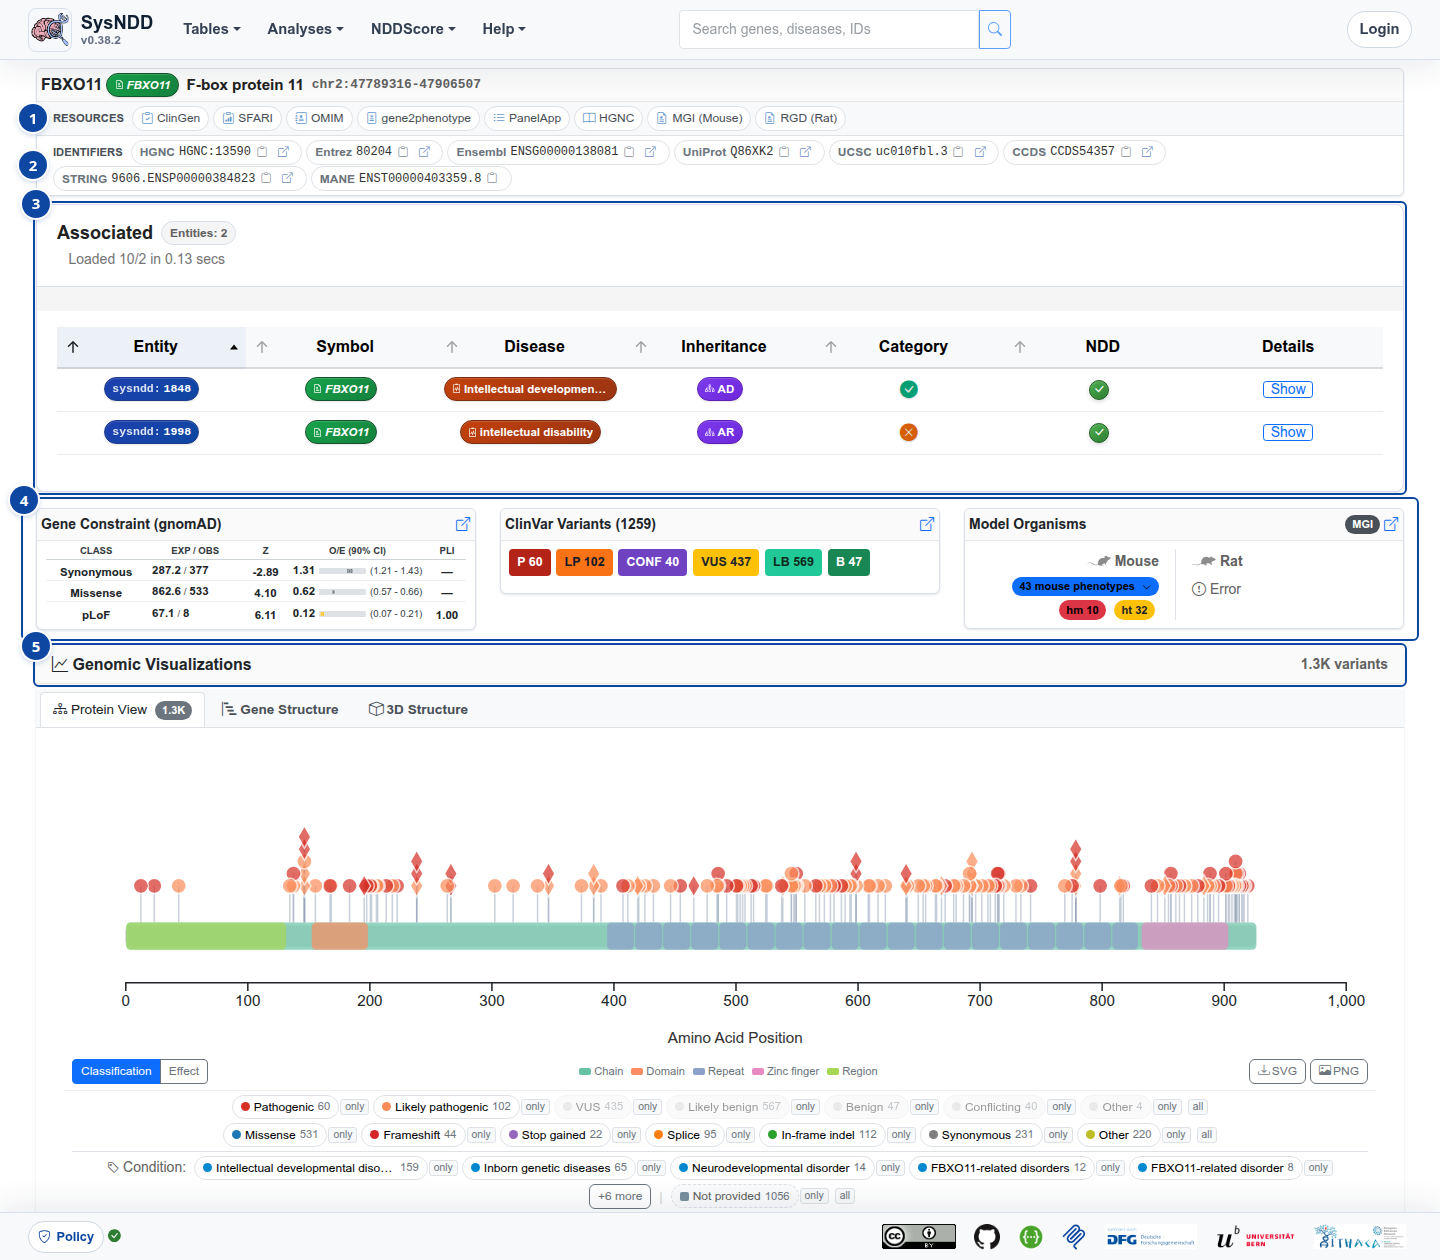 SysNDD
v0.38.2
Tables
Analyses
NDDScore
Help
Search genes, diseases, IDs
Login
FBXO11 FBXO11 F-box protein 11 chr2:47789316-47906507
1 RESOURCES ClinGen SFARI OMIM gene2phenotype PanelApp HGNC MGI (Mouse) RGD (Rat)
2 IDENTIFIERS HGNC HGNC:13590 Entrez 80204 Ensembl ENSG00000138081 UniProt Q86XK2 UCSC uc010fbl.3 CCDS CCDS54357
STRING 9606.ENSP00000384823 MANE ENST00000403359.8
3
Associated Entities: 2
Loaded 10/2 in 0.13 secs
Entity Symbol Disease Inheritance Category NDD Details
sysndd: 1848 FBXO11 Intellectual developmen... AD Show
sysndd: 1998 FBXO11 intellectual disability AR Show
4
Gene Constraint (gnomAD)
CLASS EXP / OBS Z O/E (90% CI) PLI
Synonymous 287.2 / 377 -2.89 1.31 (1.21 - 1.43) —
Missense 862.6 / 533 4.10 0.62 (0.57 - 0.66) —
pLoF 67.1 / 8 6.11 0.12 (0.07 - 0.21) 1.00
ClinVar Variants (1259)
P 60 LP 102 CONF 40 VUS 437 LB 569 B 47
Model Organisms MGI
Mouse Rat
43 mouse phenotypes Error
hm 10 ht 32
5
Genomic Visualizations 1.3K variants
Protein View 1.3K Gene Structure 3D Structure
0 100 200 300 400 500 600 700 800 900 1,000
Amino Acid Position
Classification Effect Chain Domain Repeat Zinc finger Region SVG PNG
Pathogenic 60 only Likely pathogenic 102 only VUS 435 only Likely benign 567 only Benign 47 only Conflicting 40 only Other 4 only all
Missense 531 only Frameshift 44 only Stop gained 22 only Splice 95 only In-frame indel 112 only Synonymous 231 only Other 220 only all
Condition: Intellectual developmental diso... 159 only Inborn genetic diseases 65 only Neurodevelopmental disorder 14 only FBXO11-related disorders 12 only FBXO11-related disorder 8 only
+6 more | Not provided 1056 only all
Policy
CC BY
DFG Deutsche Forschungsgemeinschaft
u b UNIVERSITÄT BERN
ITHACA